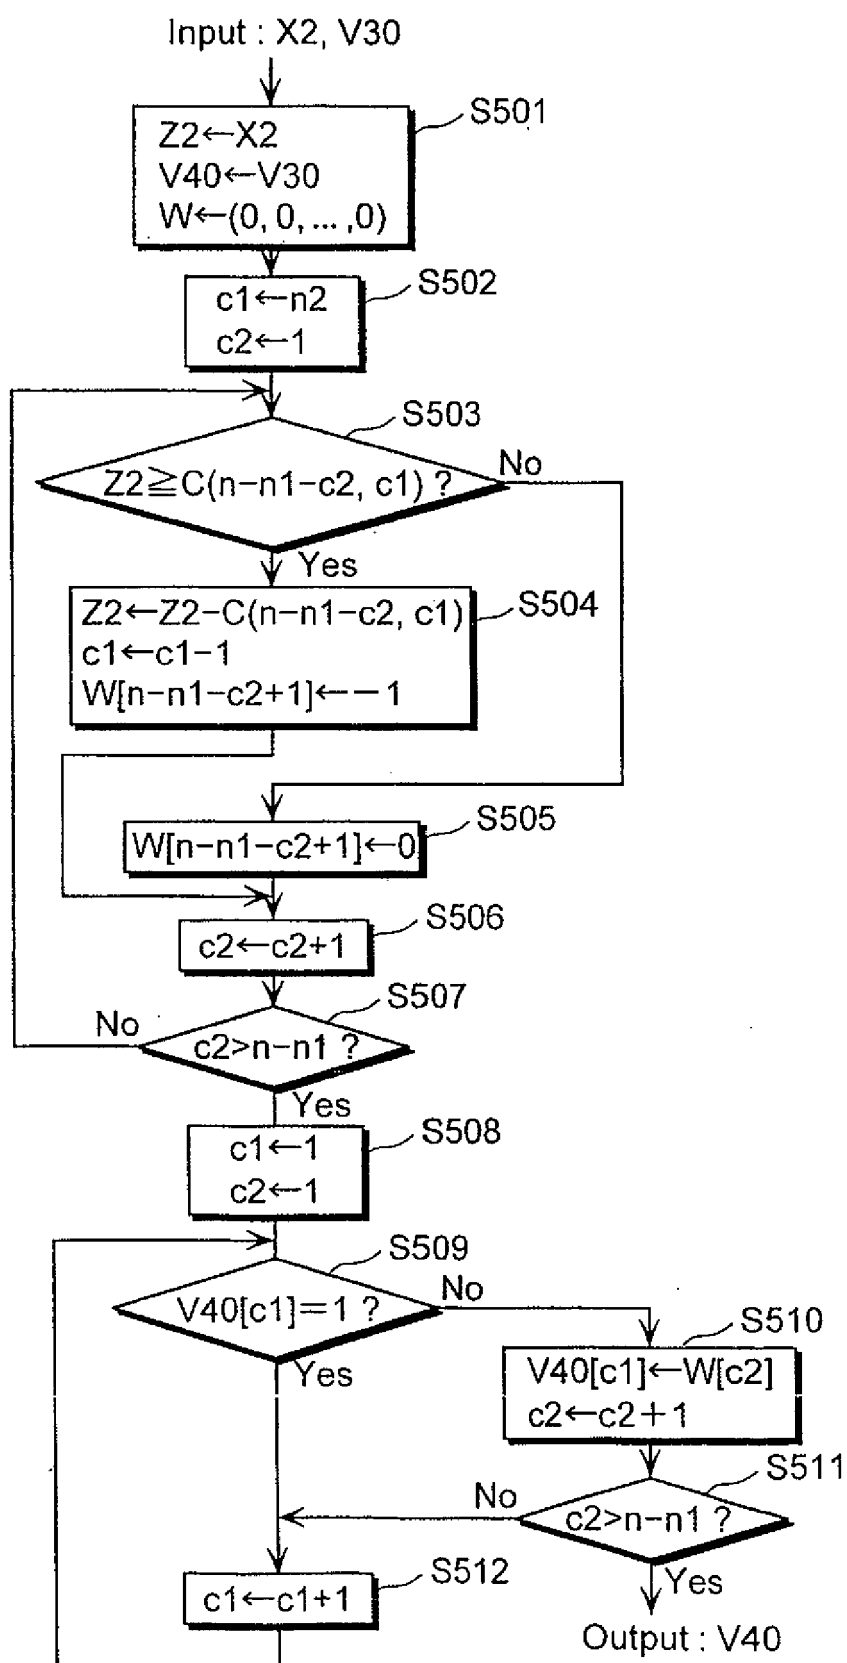 Input : X2, V30
S501
Z2←X2
V40←V30
W←(0, 0, ... ,0)
S502
c1←n2
c2←1
S503
Z2≧C(n−n1−c2, c1) ?
No
Yes
S504
Z2←Z2−C(n−n1−c2, c1)
c1←c1−1
W[n−n1−c2+1]←−1
S505
W[n−n1−c2+1]←0
S506
c2←c2+1
S507
No
c2>n−n1 ?
Yes
S508
c1←1
c2←1
S509
V40[c1]=1 ?
No
Yes
S510
V40[c1]←W[c2]
c2←c2+1
S511
No
c2>n−n1 ?
Yes
S512
c1←c1+1
Output : V40